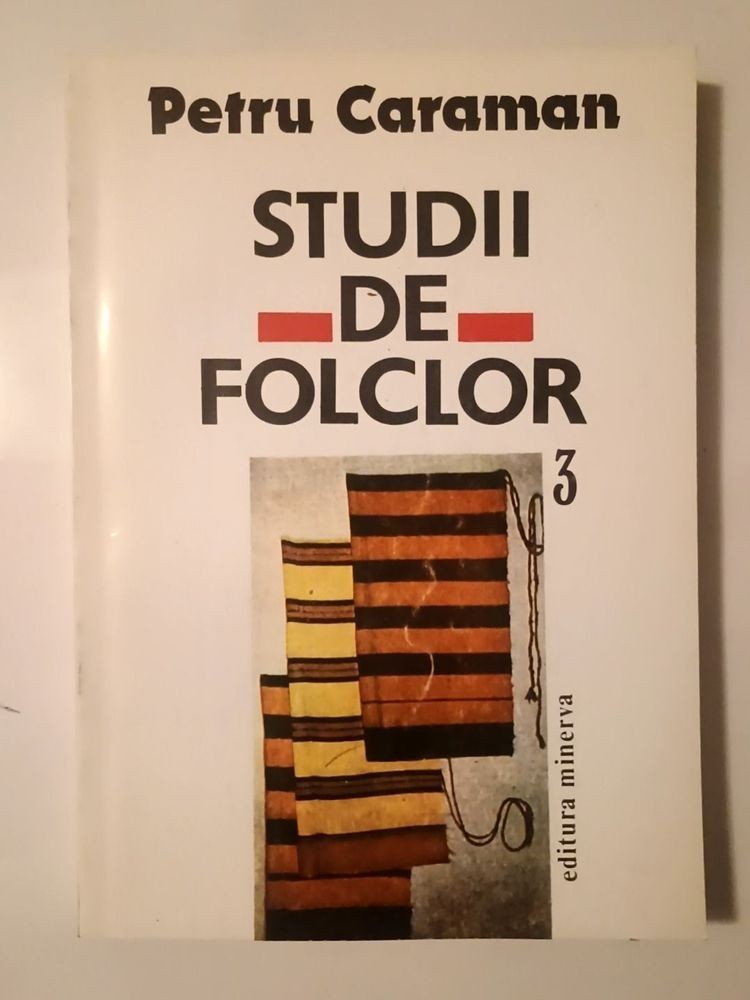 Petru Caraman
STUDII
DE
FOLCLOR
3
editura minerva